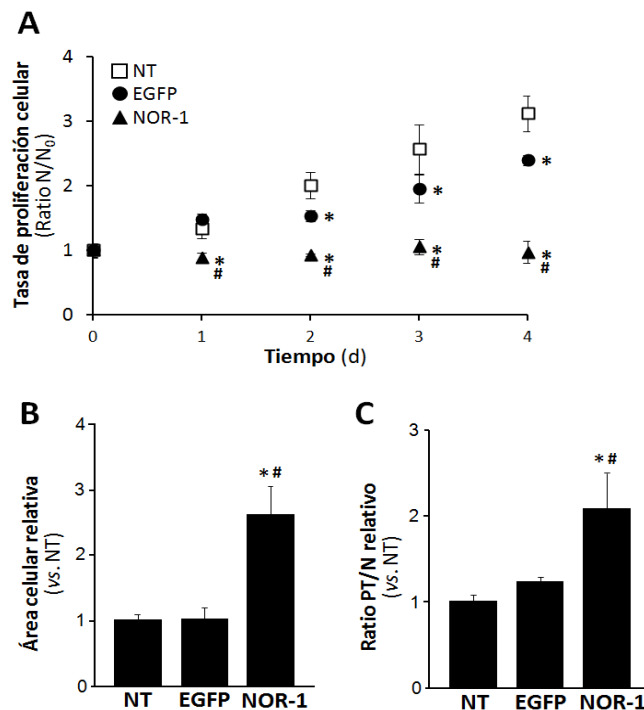 A
Tasa de proliferación celular
(Ratio N/N0)
4
3
2
1
0
NT
EGFP
NOR-1
*
*
*
*
#
*
#
*
#
*
#
0
1
2
3
4
Tiempo (d)
B
Área celular relativa
(vs. NT)
4
3
2
1
0
* #
NT EGFP NOR-1
C
Ratio PT/N relativo
(vs. NT)
3
2
1
0
* #
NT EGFP NOR-1